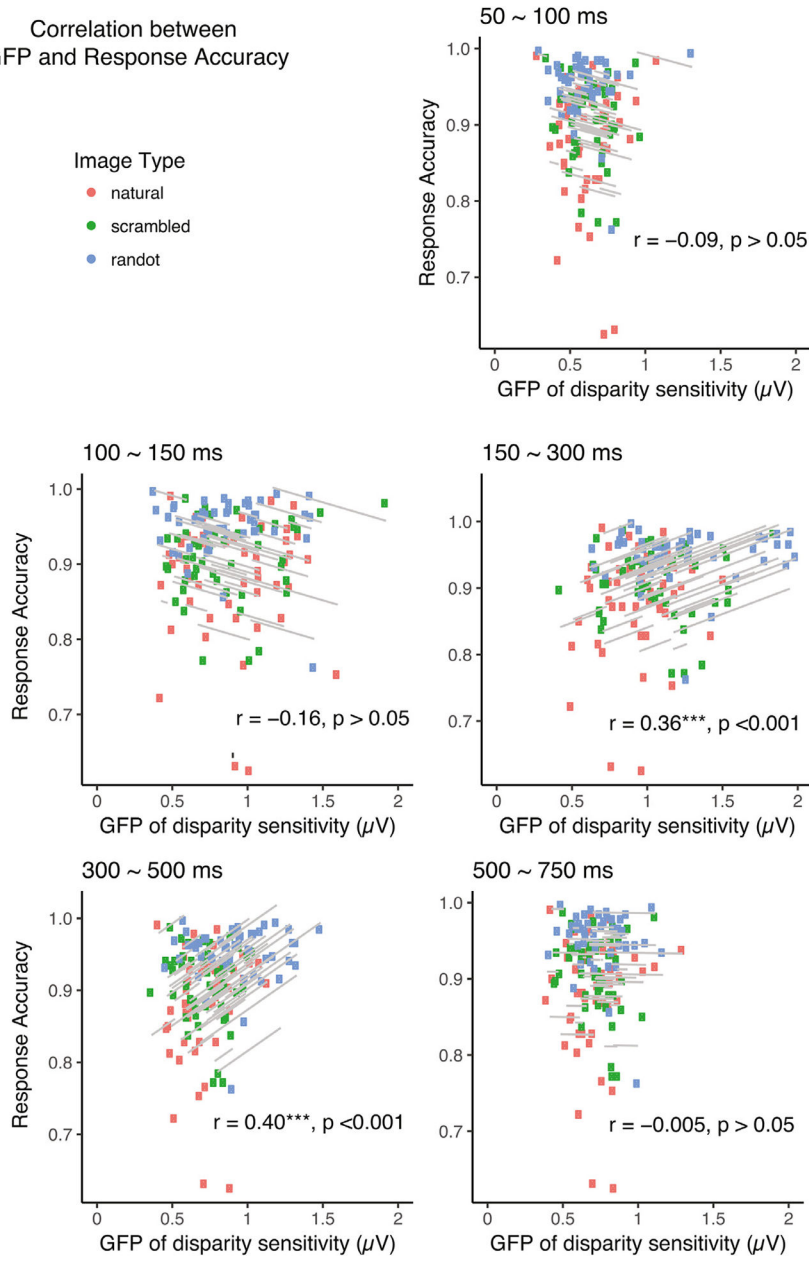 Correlation between
GFP and Response Accuracy
Image Type
natural
scrambled
randot
50 ~ 100 ms
Response Accuracy
1.0
0.9
0.8
0.7
r = −0.09, p > 0.05
0 0.5 1 1.5 2
GFP of disparity sensitivity (µV)
100 ~ 150 ms
Response Accuracy
1.0
0.9
0.8
0.7
r = −0.16, p > 0.05
0 0.5 1 1.5 2
GFP of disparity sensitivity (µV)
150 ~ 300 ms
1.0
0.9
0.8
0.7
r = 0.36***, p <0.001
0 0.5 1 1.5 2
GFP of disparity sensitivity (µV)
300 ~ 500 ms
Response Accuracy
1.0
0.9
0.8
0.7
r = 0.40***, p <0.001
0 0.5 1 1.5 2
GFP of disparity sensitivity (µV)
500 ~ 750 ms
1.0
0.9
0.8
0.7
r = −0.005, p > 0.05
0 0.5 1 1.5 2
GFP of disparity sensitivity (µV)